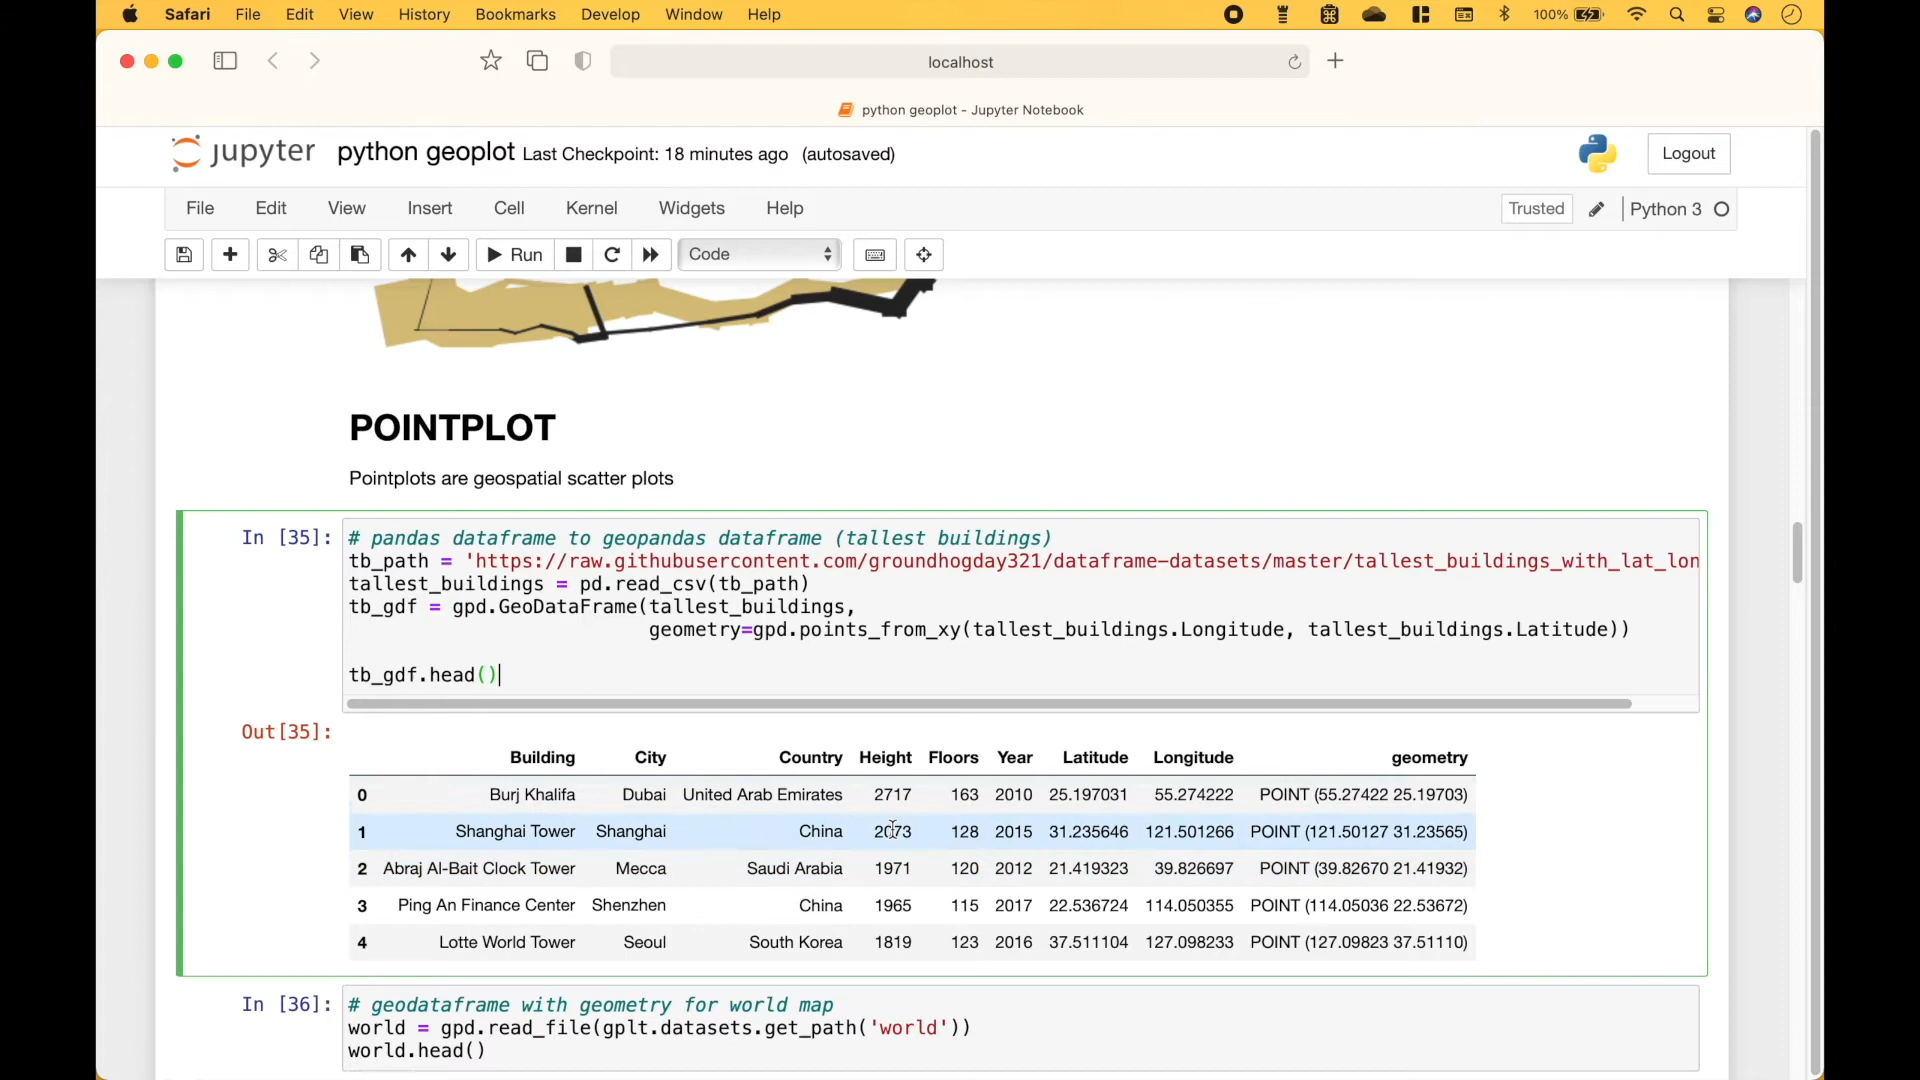 Safari File Edit View History Bookmarks Develop Window Help 100%
localhost
python geoplot - Jupyter Notebook
jupyter python geoplot Last Checkpoint: 18 minutes ago (autosaved) Logout
File Edit View Insert Cell Kernel Widgets Help Trusted Python 3
Run Code
POINTPLOT
Pointplots are geospatial scatter plots
In [35]: # pandas dataframe to geopandas dataframe (tallest buildings)
tb_path = 'https://raw.githubusercontent.com/groundhogday321/dataframe-datasets/master/tallest_buildings_with_lat_lon
tallest_buildings = pd.read_csv(tb_path)
tb_gdf = gpd.GeoDataFrame(tallest_buildings,
geometry=gpd.points_from_xy(tallest_buildings.Longitude, tallest_buildings.Latitude))
tb_gdf.head()
Out[35]:
Building City Country Height Floors Year Latitude Longitude geometry
0 Burj Khalifa Dubai United Arab Emirates 2717 163 2010 25.197031 55.274222 POINT (55.27422 25.19703)
1 Shanghai Tower Shanghai China 2073 128 2015 31.235646 121.501266 POINT (121.50127 31.23565)
2 Abraj Al-Bait Clock Tower Mecca Saudi Arabia 1971 120 2012 21.419323 39.826697 POINT (39.82670 21.41932)
3 Ping An Finance Center Shenzhen China 1965 115 2017 22.536724 114.050355 POINT (114.05036 22.53672)
4 Lotte World Tower Seoul South Korea 1819 123 2016 37.511104 127.098233 POINT (127.09823 37.51110)
In [36]: # geodataframe with geometry for world map
world = gpd.read_file(gplt.datasets.get_path('world'))
world.head()